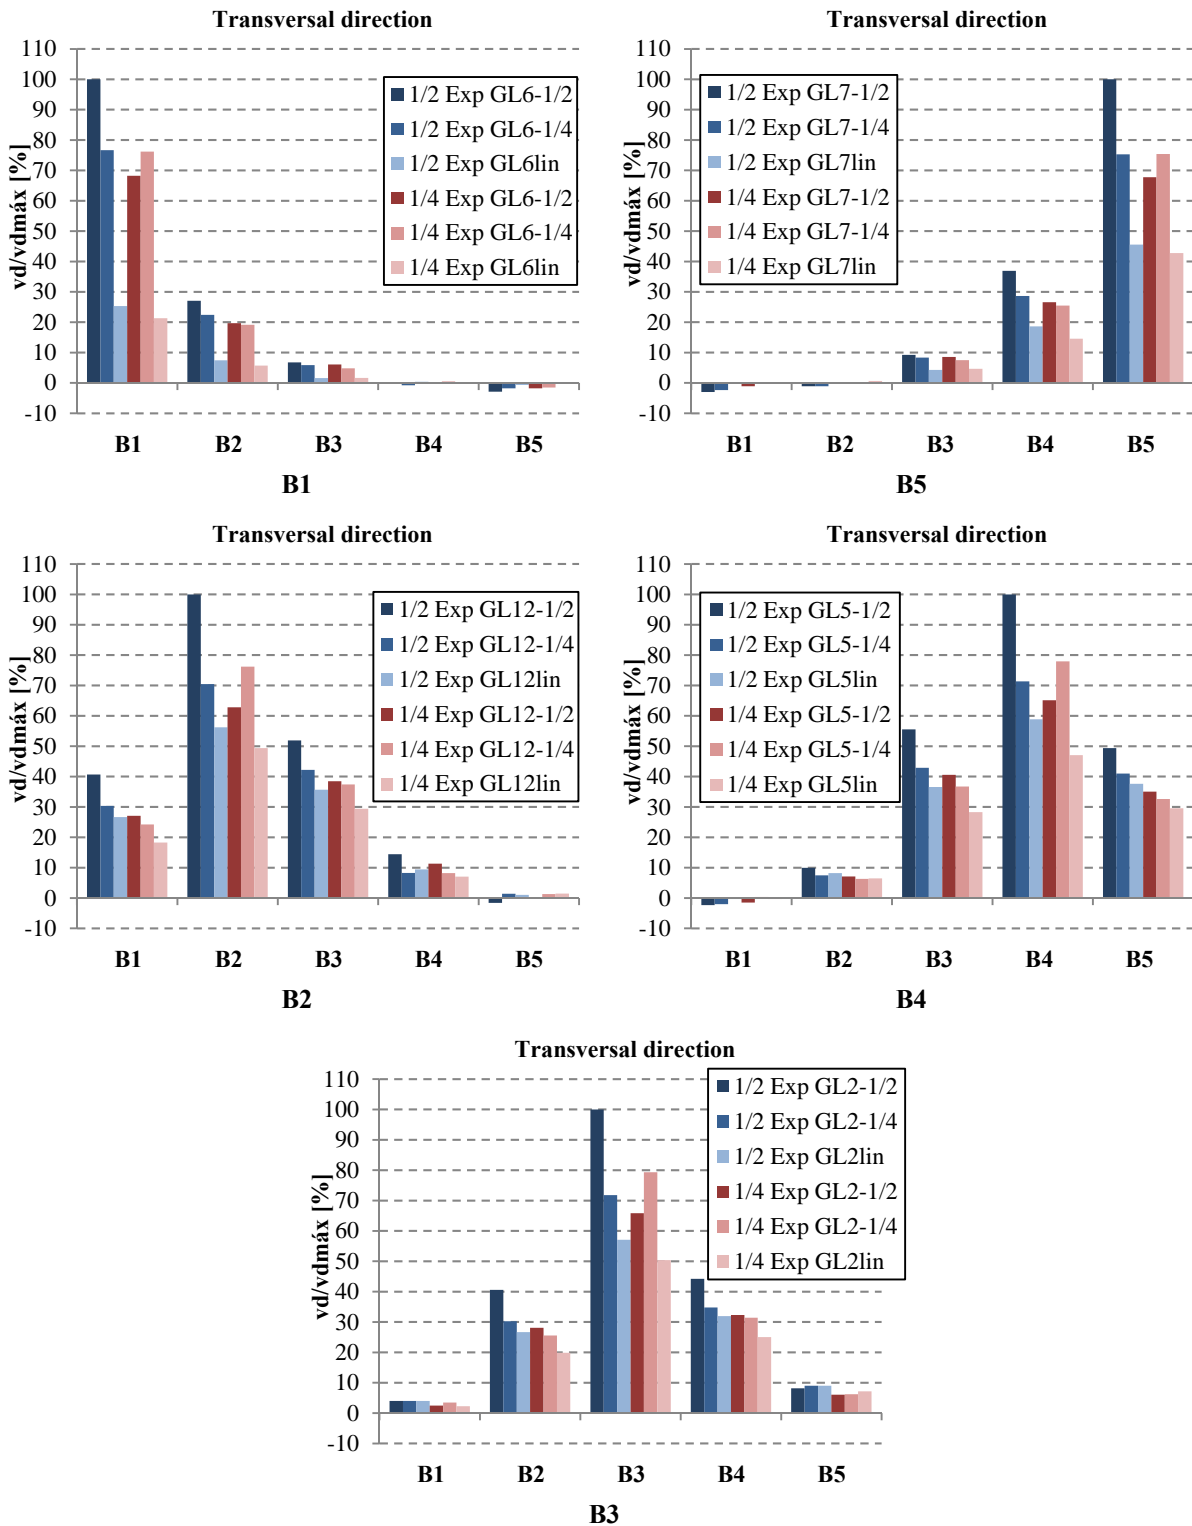 Transversal direction
vd/vdmáx [%]
110
100
90
80
70
60
50
40
30
20
10
0
-10
1/2 Exp GL6-1/2
1/2 Exp GL6-1/4
1/2 Exp GL6lin
1/4 Exp GL6-1/2
1/4 Exp GL6-1/4
1/4 Exp GL6lin
B1 B2 B3 B4 B5
B1
Transversal direction
vd/vdmáx [%]
110
100
90
80
70
60
50
40
30
20
10
0
-10
1/2 Exp GL7-1/2
1/2 Exp GL7-1/4
1/2 Exp GL7lin
1/4 Exp GL7-1/2
1/4 Exp GL7-1/4
1/4 Exp GL7lin
B1 B2 B3 B4 B5
B5
Transversal direction
vd/vdmáx [%]
110
100
90
80
70
60
50
40
30
20
10
0
-10
1/2 Exp GL12-1/2
1/2 Exp GL12-1/4
1/2 Exp GL12lin
1/4 Exp GL12-1/2
1/4 Exp GL12-1/4
1/4 Exp GL12lin
B1 B2 B3 B4 B5
B2
Transversal direction
vd/vdmáx [%]
110
100
90
80
70
60
50
40
30
20
10
0
-10
1/2 Exp GL5-1/2
1/2 Exp GL5-1/4
1/2 Exp GL5lin
1/4 Exp GL5-1/2
1/4 Exp GL5-1/4
1/4 Exp GL5lin
B1 B2 B3 B4 B5
B4
Transversal direction
vd/vdmáx [%]
110
100
90
80
70
60
50
40
30
20
10
0
-10
1/2 Exp GL2-1/2
1/2 Exp GL2-1/4
1/2 Exp GL2lin
1/4 Exp GL2-1/2
1/4 Exp GL2-1/4
1/4 Exp GL2lin
B1 B2 B3 B4 B5
B3